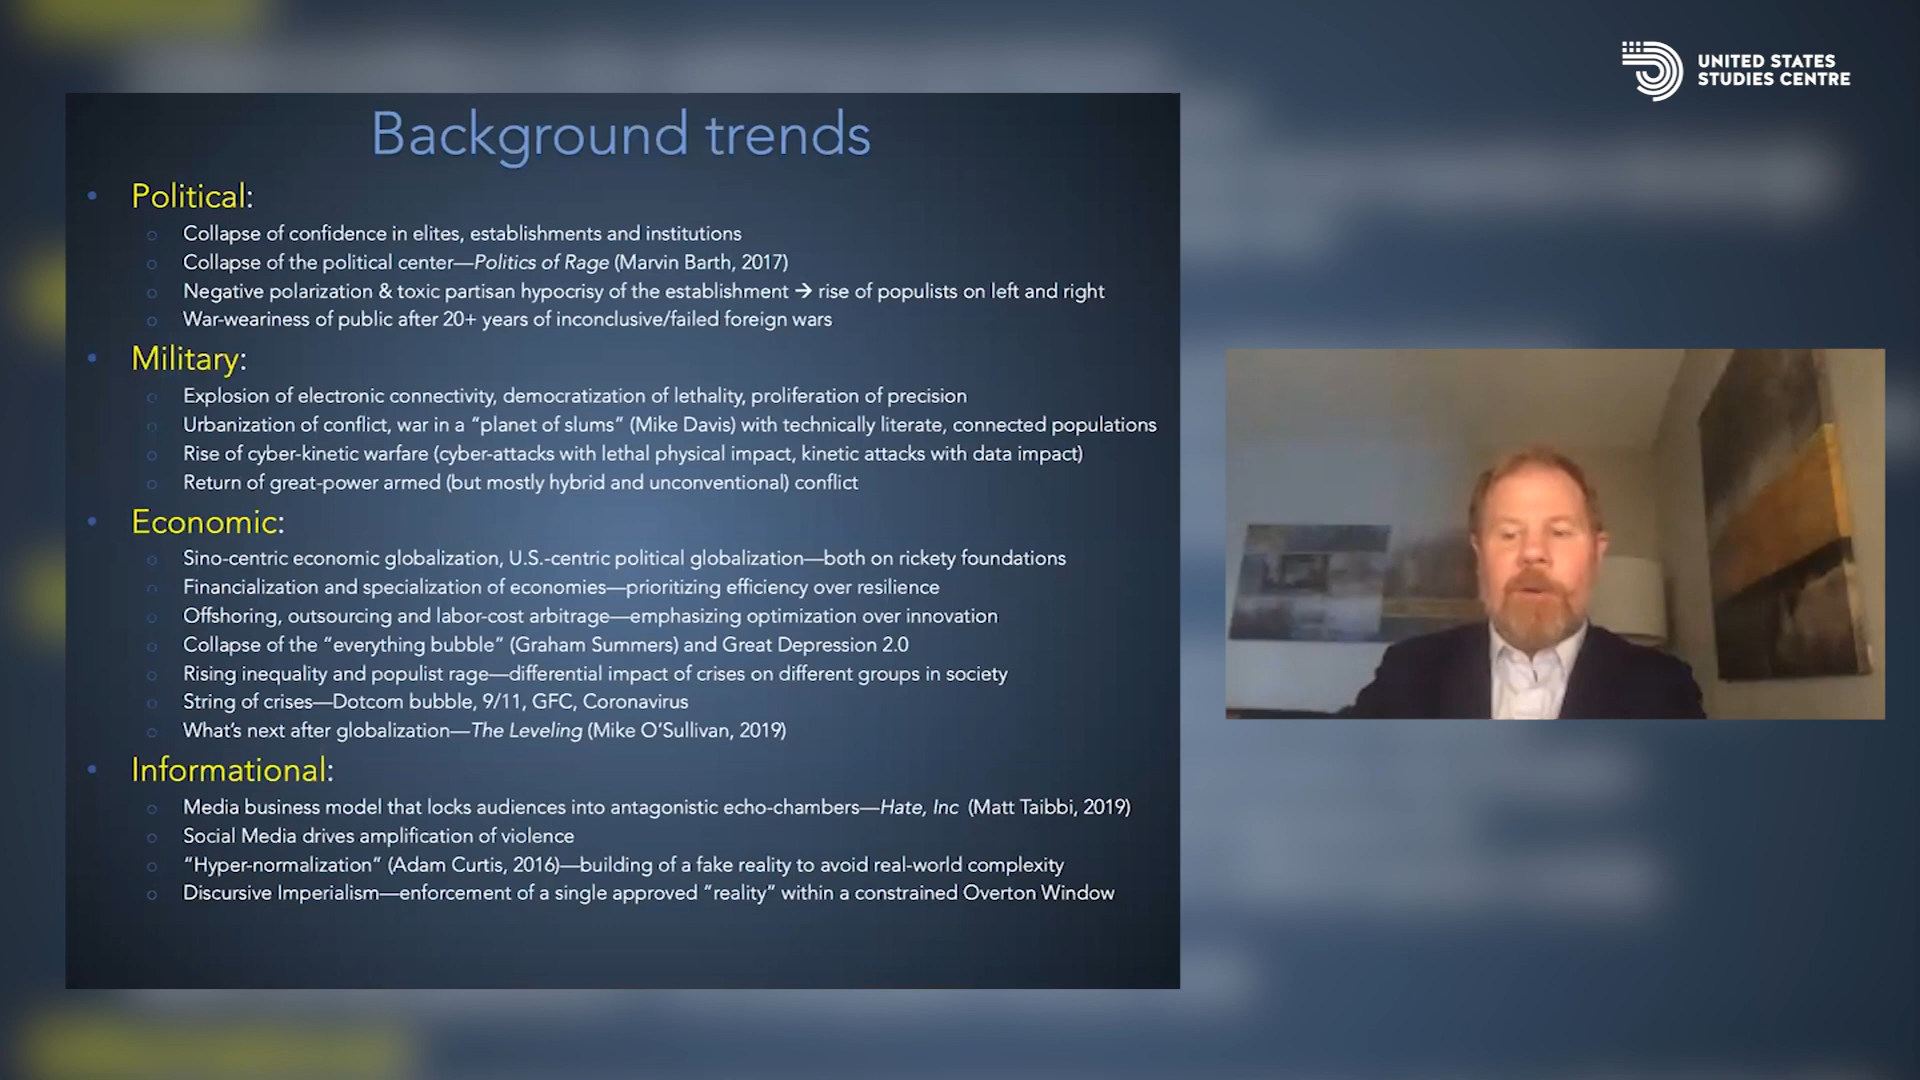 UNITED STATES
STUDIES CENTRE
Background trends
• Political:
○ Collapse of confidence in elites, establishments and institutions
○ Collapse of the political center—Politics of Rage (Marvin Barth, 2017)
○ Negative polarization & toxic partisan hypocrisy of the establishment → rise of populists on left and right
○ War-weariness of public after 20+ years of inconclusive/failed foreign wars
• Military:
○ Explosion of electronic connectivity, democratization of lethality, proliferation of precision
○ Urbanization of conflict, war in a “planet of slums” (Mike Davis) with technically literate, connected populations
○ Rise of cyber-kinetic warfare (cyber-attacks with lethal physical impact, kinetic attacks with data impact)
○ Return of great-power armed (but mostly hybrid and unconventional) conflict
• Economic:
○ Sino-centric economic globalization, U.S.-centric political globalization—both on rickety foundations
○ Financialization and specialization of economies—prioritizing efficiency over resilience
○ Offshoring, outsourcing and labor-cost arbitrage—emphasizing optimization over innovation
○ Collapse of the “everything bubble” (Graham Summers) and Great Depression 2.0
○ Rising inequality and populist rage—differential impact of crises on different groups in society
○ String of crises—Dotcom bubble, 9/11, GFC, Coronavirus
○ What’s next after globalization—The Leveling (Mike O’Sullivan, 2019)
• Informational:
○ Media business model that locks audiences into antagonistic echo-chambers—Hate, Inc (Matt Taibbi, 2019)
○ Social Media drives amplification of violence
○ “Hyper-normalization” (Adam Curtis, 2016)—building of a fake reality to avoid real-world complexity
○ Discursive Imperialism—enforcement of a single approved “reality” within a constrained Overton Window